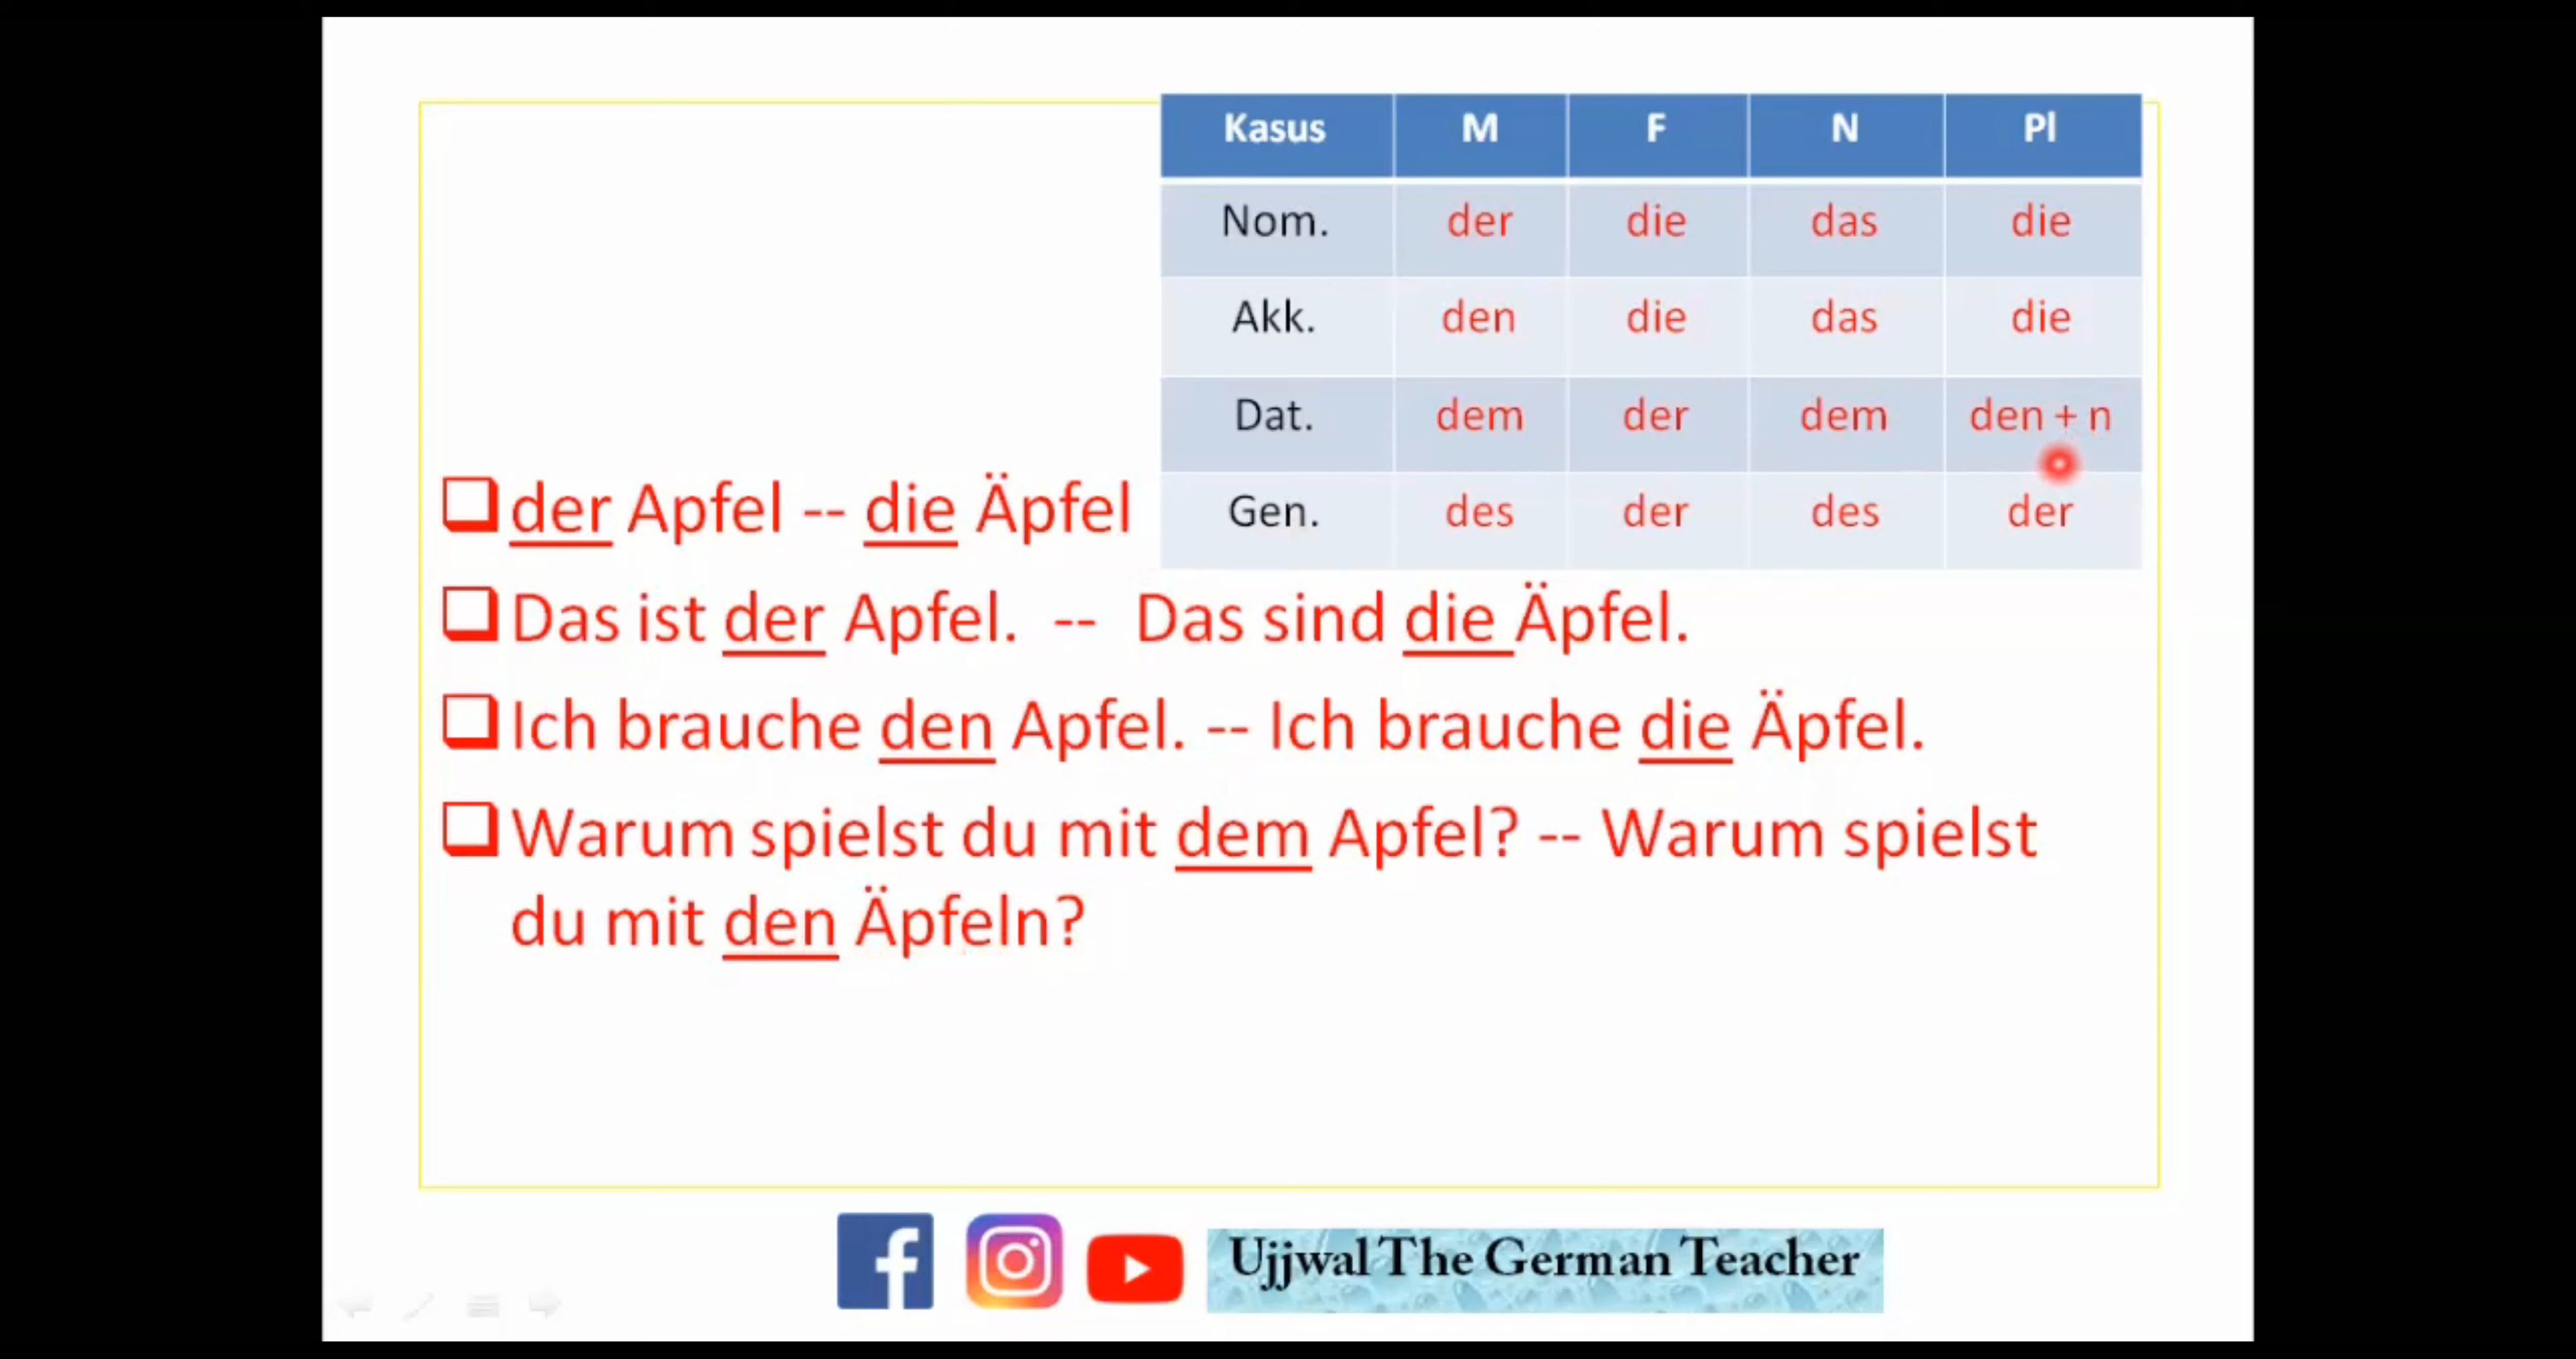 Kasus M F N Pl
Nom. der die das die
Akk. den die das die
Dat. dem der dem den + n
Gen. des der des der
der Apfel -- die Äpfel
Das ist der Apfel. -- Das sind die Äpfel.
Ich brauche den Apfel. -- Ich brauche die Äpfel.
Warum spielst du mit dem Apfel? -- Warum spielst
du mit den Äpfeln?
Ujjwal The German Teacher